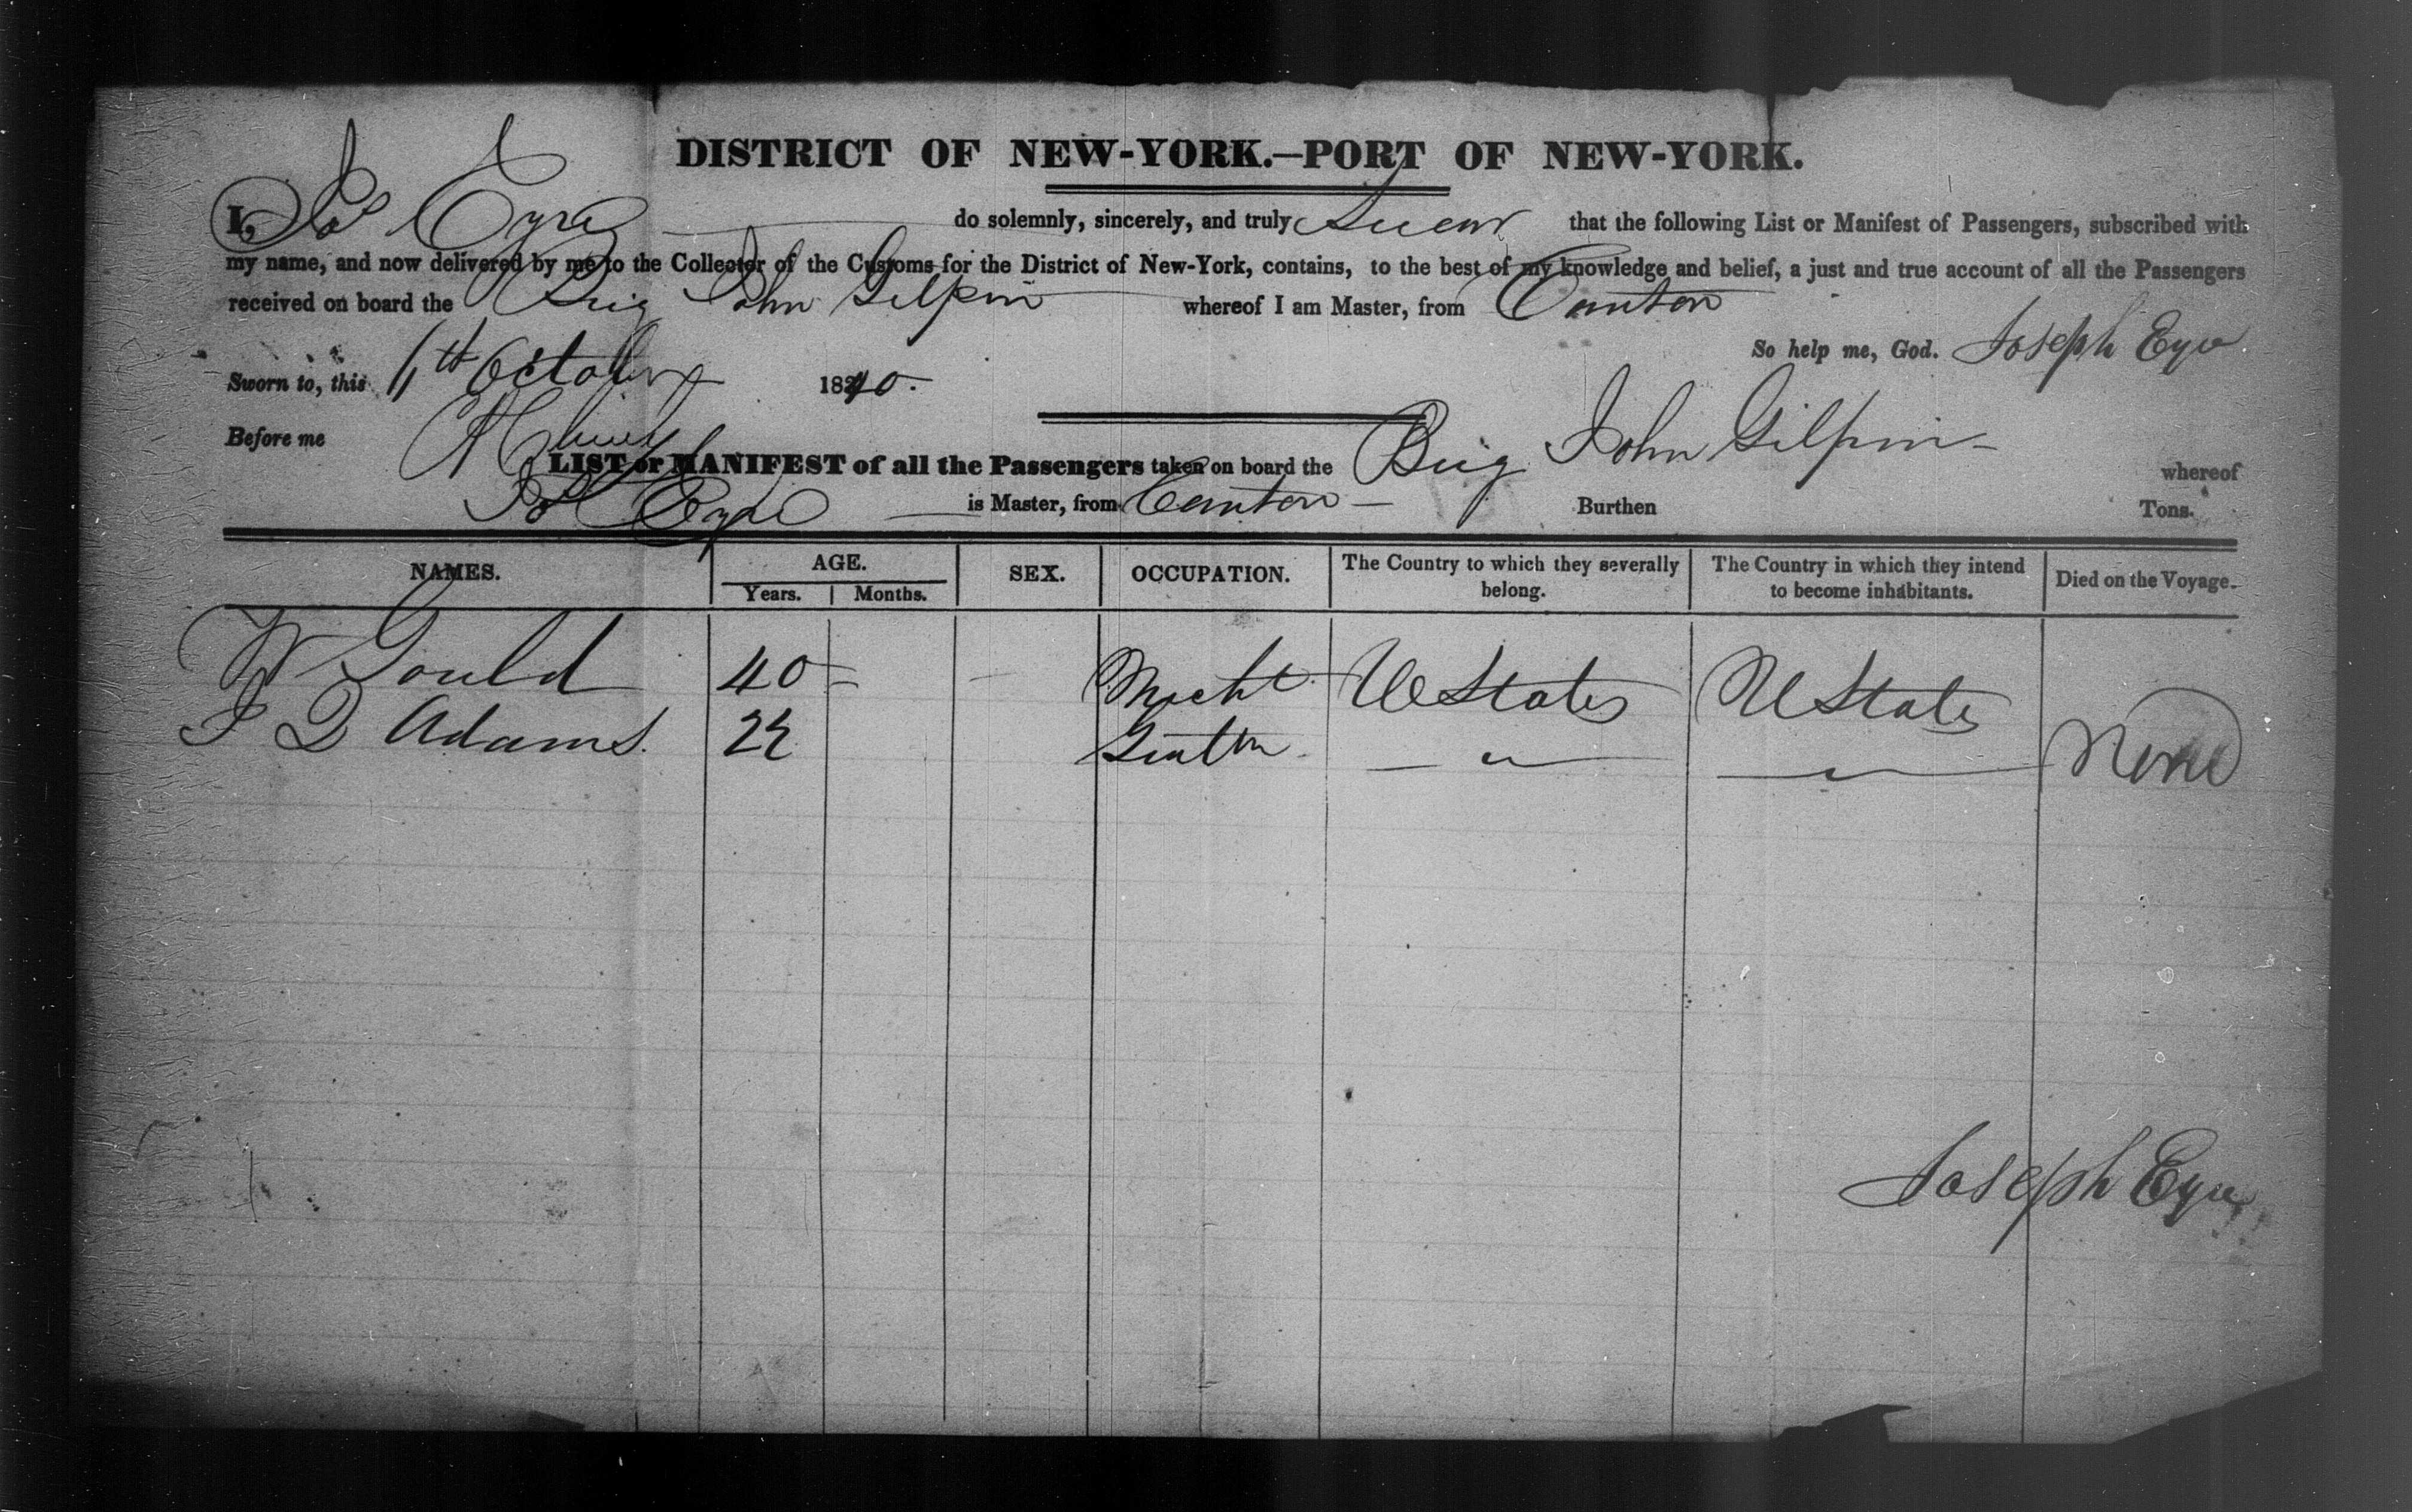 DISTRICT OF NEW-YORK.—PORT OF NEW-YORK.
I, Jos Eyre do solemnly, sincerely, and truly Swear that the following List or Manifest of Passengers, subscribed with
my name, and now delivered by me to the Collector of the Customs for the District of New-York, contains, to the best of my knowledge and belief, a just and true account of all the Passengers
received on board the Brig John Gilpin whereof I am Master, from Canton
So help me, God. Joseph Eyre
Sworn to, this October 1840.
Before me
LIST or MANIFEST of all the Passengers taken on board the Brig John Gilpin whereof
Jos Eyre is Master, from Canton — Burthen Tons.
NAMES. AGE. SEX. OCCUPATION. The Country to which they severally belong. The Country in which they intend to become inhabitants. Died on the Voyage.
Years. Months.
W Gould 40 — Mercht U States U States
J Q Adams. 22 Gentm — " — — " — None
Joseph Eyre